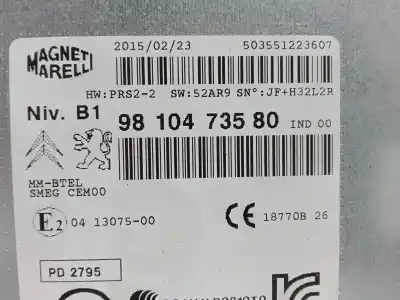 MAGNETI
MARELLI
2015/02/23
503551223607
HW:PRS2-2 SW:52AR9 SN°:JF+H32L2R
Niv. B1
98 104 735 80 IND 00
MM-BTEL
SMEG CEM00
E2 04 13075-00
CE 18770B 26
PD 2795